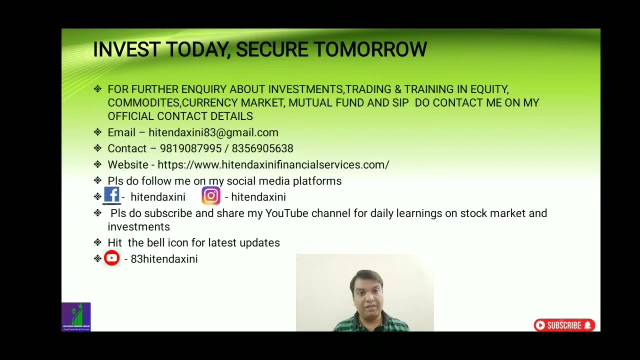 INVEST TODAY, SECURE TOMORROW
FOR FURTHER ENQUIRY ABOUT INVESTMENTS,TRADING & TRAINING IN EQUITY,
COMMODITES,CURRENCY MARKET, MUTUAL FUND AND SIP DO CONTACT ME ON MY
OFFICIAL CONTACT DETAILS
Email – hitendaxini83@gmail.com
Contact – 9819087995 / 8356905638
Website - https://www.hitendaxinifinancialservices.com/
Pls do follow me on my social media platforms
- hitendaxini - hitendaxini
Pls do subscribe and share my YouTube channel for daily learnings on stock market and
investments
Hit the bell icon for latest updates
- 83hitendaxini
SUBSCRIBE